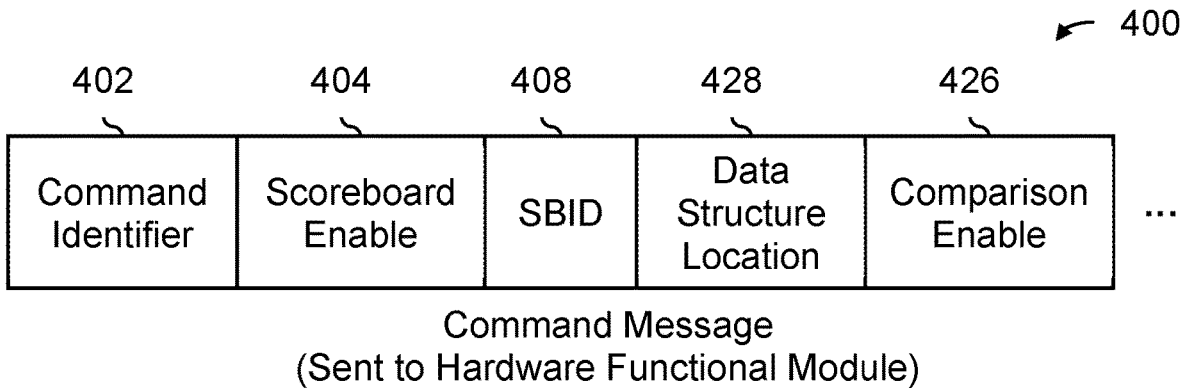 400
402 404 408 428 426
Command Identifier
Scoreboard Enable
SBID
Data Structure Location
Comparison Enable
...
Command Message
(Sent to Hardware Functional Module)